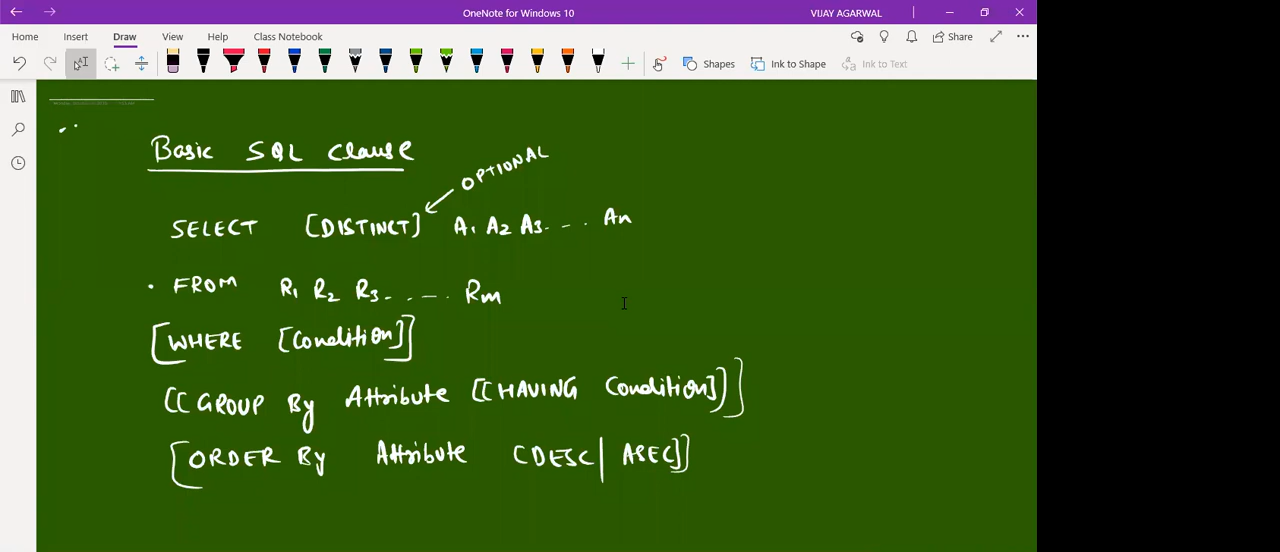 OneNote for Windows 10
VIJAY AGARWAL
Home Insert Draw View Help Class Notebook
Share
Shapes Ink to Shape Ink to Text
Basic SQL Clause
OPTIONAL
SELECT [DISTINCT] A1 A2 A3..... An
FROM R1 R2 R3..... Rm
[WHERE [Condition]]
[[GROUP By Attribute [[HAVING Condition]]]
[ORDER By Attribute [DESC| ASEC]]